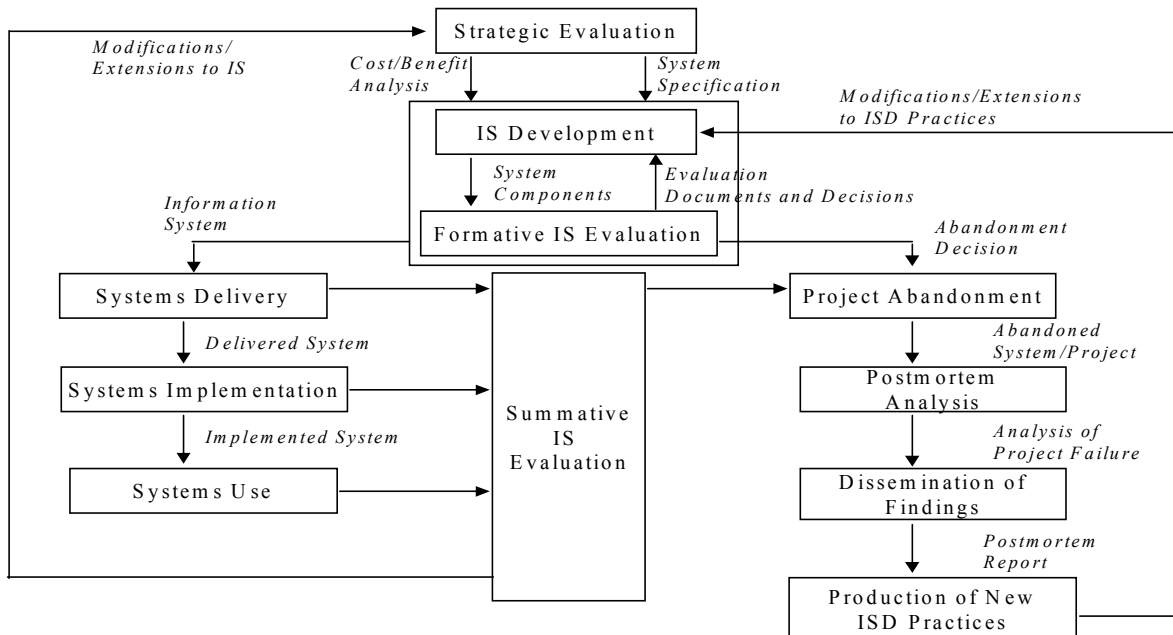 Strategic Evaluation
Modifications/
Extensions to IS
Cost/Benefit
Analysis
System
Specification
Modifications/Extensions
to ISD Practices
IS Development
System
Components
Evaluation
Documents and Decisions
Information
System
Formative IS Evaluation
Abandonment
Decision
Systems Delivery
Project Abandonment
Delivered System
Abandoned
System/Project
Systems Implementation
Postmortem
Analysis
Summative
IS
Evaluation
Implemented System
Analysis of
Project Failure
Systems Use
Dissemination of
Findings
Postmortem
Report
Production of New
ISD Practices